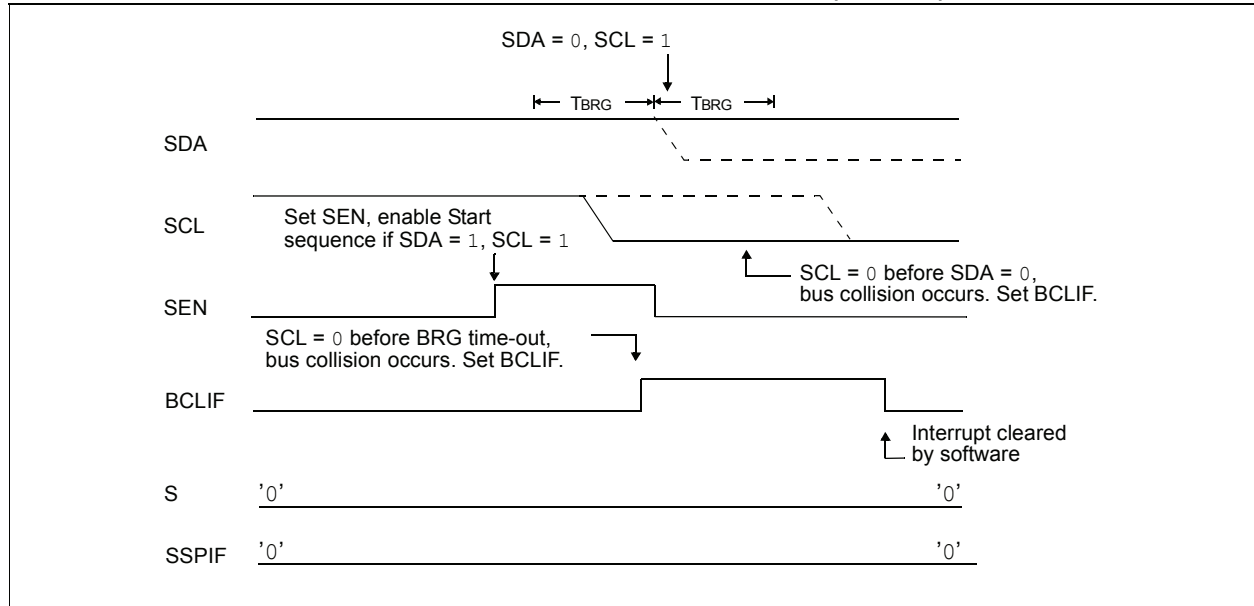 SDA = 0, SCL = 1
TBRG TBRG
SDA
SCL
Set SEN, enable Start
sequence if SDA = 1, SCL = 1
SCL = 0 before SDA = 0,
bus collision occurs. Set BCLIF.
SEN
SCL = 0 before BRG time-out,
bus collision occurs. Set BCLIF.
BCLIF
Interrupt cleared
by software
S '0' '0'
SSPIF '0' '0'